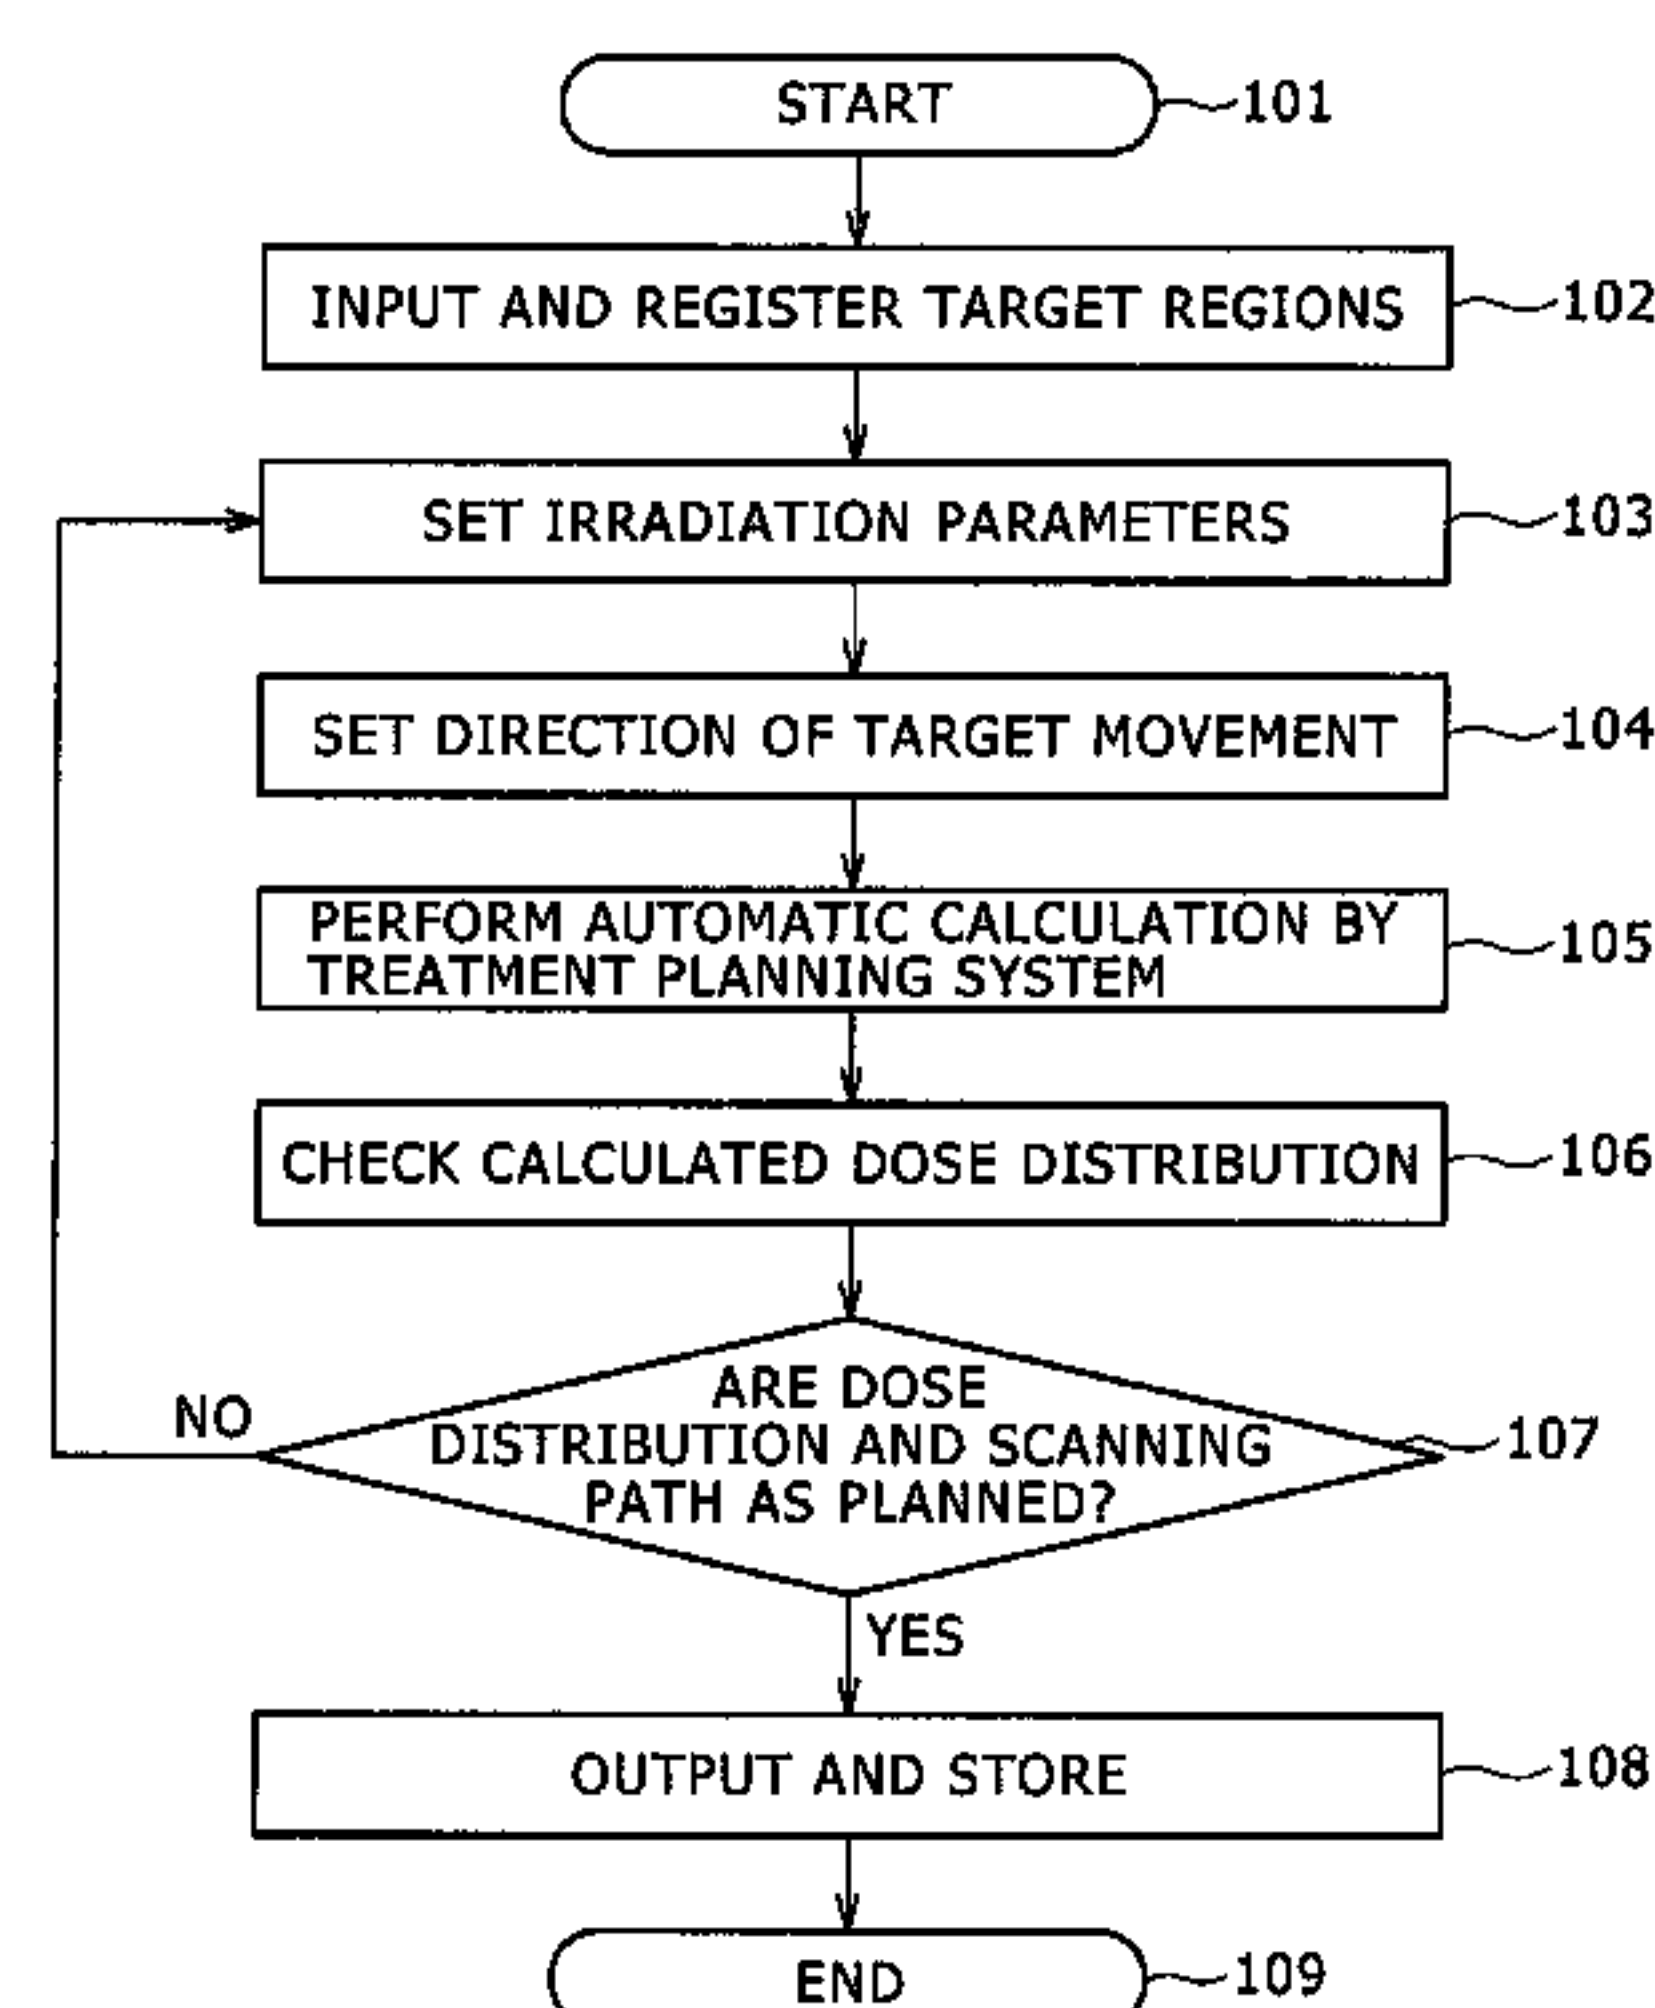 START
101
INPUT AND REGISTER TARGET REGIONS
102
SET IRRADIATION PARAMETERS
103
SET DIRECTION OF TARGET MOVEMENT
104
PERFORM AUTOMATIC CALCULATION BY
TREATMENT PLANNING SYSTEM
105
CHECK CALCULATED DOSE DISTRIBUTION
106
ARE DOSE
DISTRIBUTION AND SCANNING
PATH AS PLANNED?
107
NO
YES
OUTPUT AND STORE
108
END
109